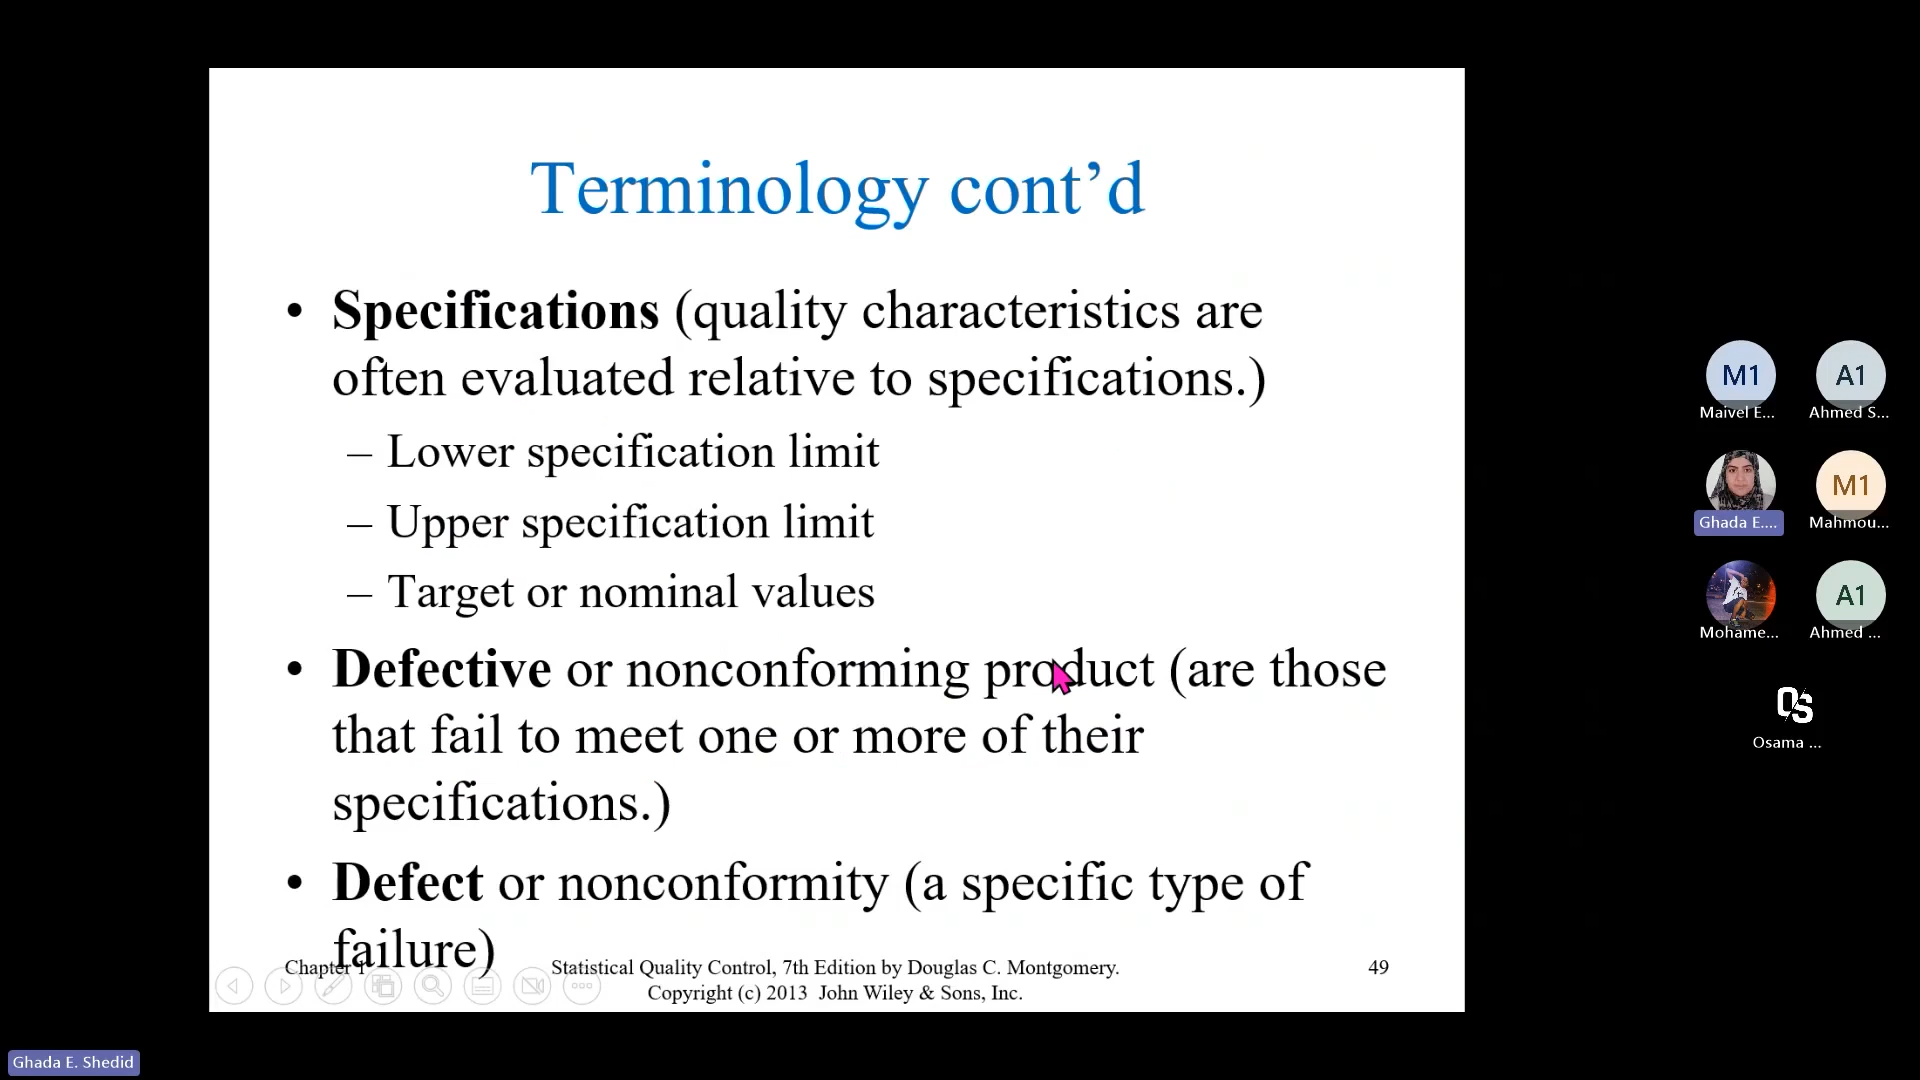 Terminology cont’d
• Specifications (quality characteristics are
often evaluated relative to specifications.)
– Lower specification limit
– Upper specification limit
– Target or nominal values
• Defective or nonconforming product (are those
that fail to meet one or more of their
specifications.)
• Defect or nonconformity (a specific type of
failure)
Chapter 1
Statistical Quality Control, 7th Edition by Douglas C. Montgomery.
Copyright (c) 2013 John Wiley & Sons, Inc.
49
M1
A1
Maivel E...
Ahmed S...
M1
Ghada E....
Mahmou...
A1
Mohame...
Ahmed ...
OS
Osama ...
Ghada E. Shedid